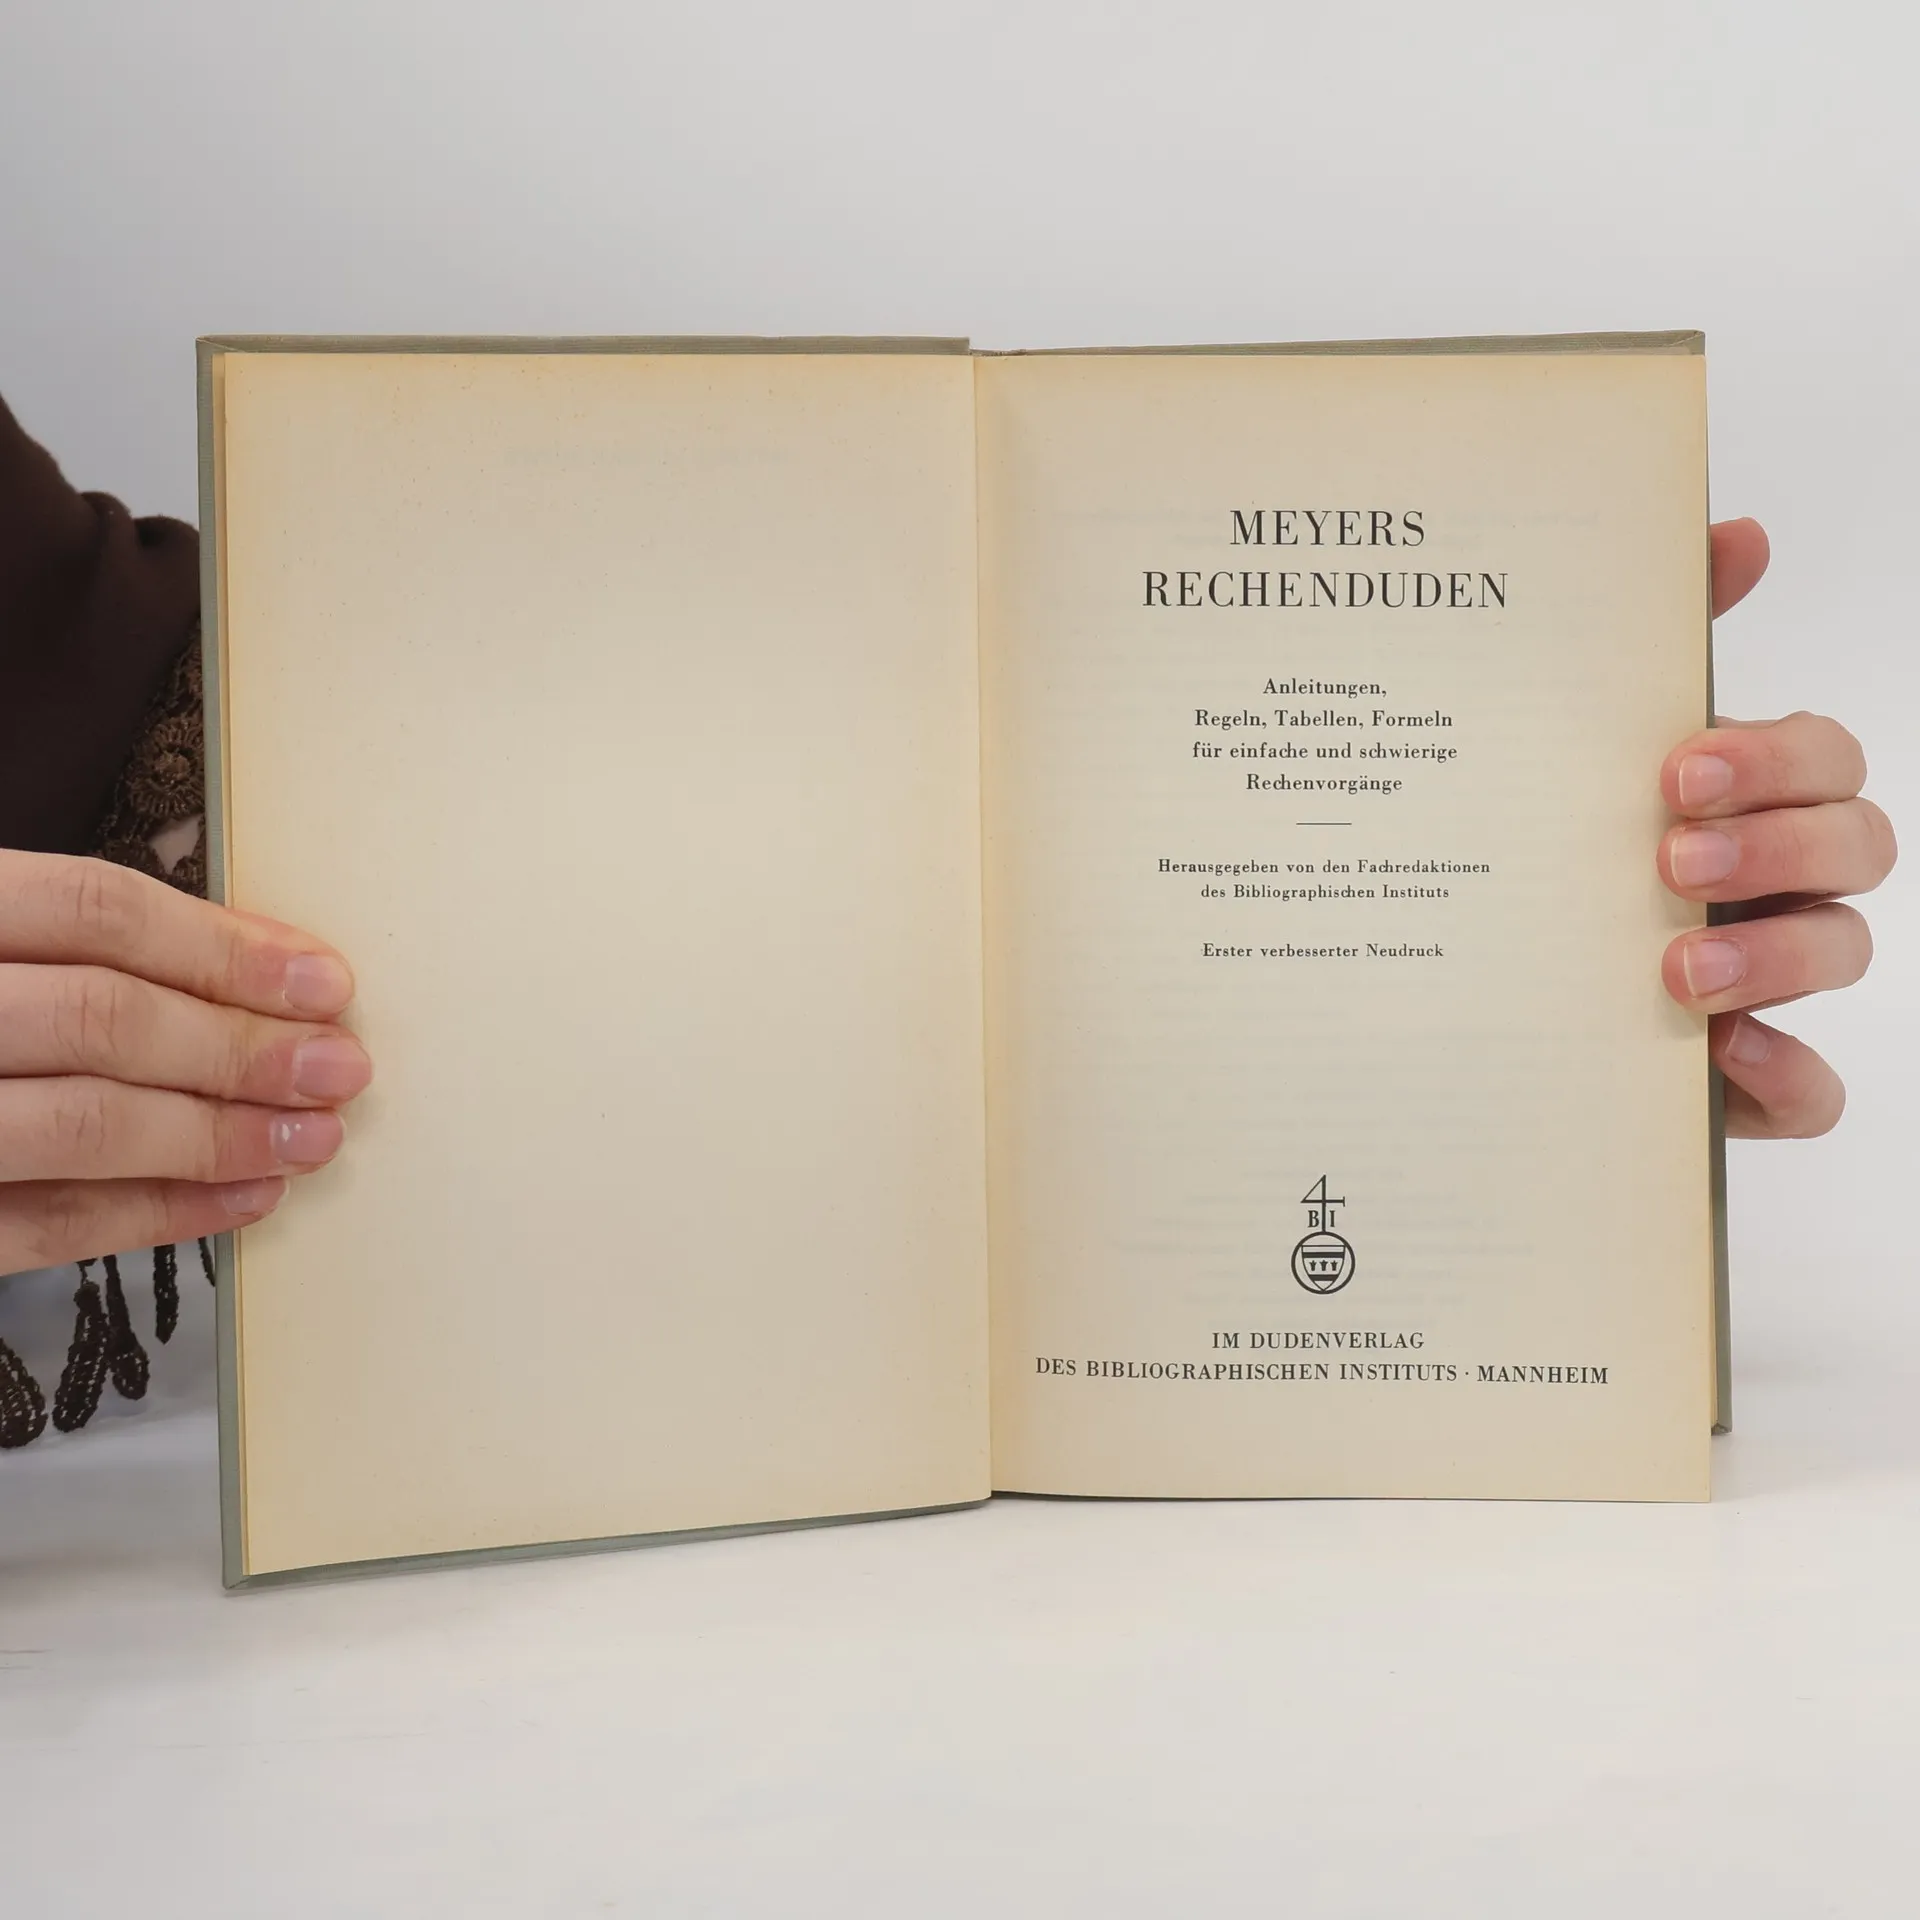 MEYERS
RECHENDUDEN
Anleitungen,
Regeln, Tabellen, Formeln
für einfache und schwierige
Rechenvorgänge
Herausgegeben von den Fachredaktionen
des Bibliographischen Instituts
Erster verbesserter Neudruck
4
B I
IM DUDENVERLAG
DES BIBLIOGRAPHISCHEN INSTITUTS · MANNHEIM